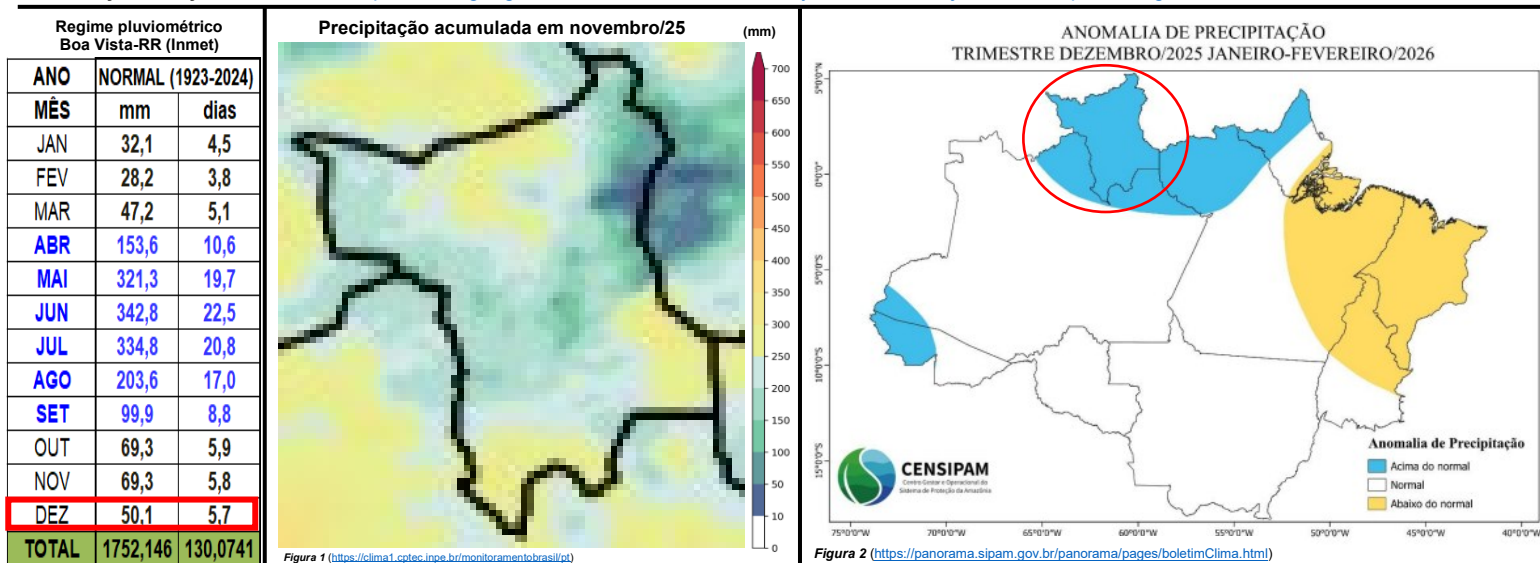 Regime pluviométrico
Boa Vista-RR (Inmet)
ANO NORMAL (1923-2024)
MÊS mm dias
JAN 32,1 4,5
FEV 28,2 3,8
MAR 47,2 5,1
ABR 153,6 10,6
MAI 321,3 19,7
JUN 342,8 22,5
JUL 334,8 20,8
AGO 203,6 17,0
SET 99,9 8,8
OUT 69,3 5,9
NOV 69,3 5,8
DEZ 50,1 5,7
TOTAL 1752,146 130,0741
Precipitação acumulada em novembro/25 (mm)
700
650
600
550
500
450
400
350
300
250
200
150
100
50
10
0
Figura 1 (https://clima1.cptec.inpe.br/monitoramentobrasil/pt)
ANOMALIA DE PRECIPITAÇÃO
TRIMESTRE DEZEMBRO/2025 JANEIRO-FEVEREIRO/2026
5°0'0"N
0°0'0"
5°0'0"S
10°0'0"S
15°0'0"S
CENSIPAM
Centro Gestor e Operacional do
Sistema de Proteção da Amazônia
Anomalia de Precipitação
Acima do normal
Normal
Abaixo do normal
75°0'0"W 70°0'0"W 65°0'0"W 60°0'0"W 55°0'0"W 50°0'0"W 45°0'0"W 40°0'0"W
Figura 2 (https://panorama.sipam.gov.br/panorama/pages/boletimClima.html)